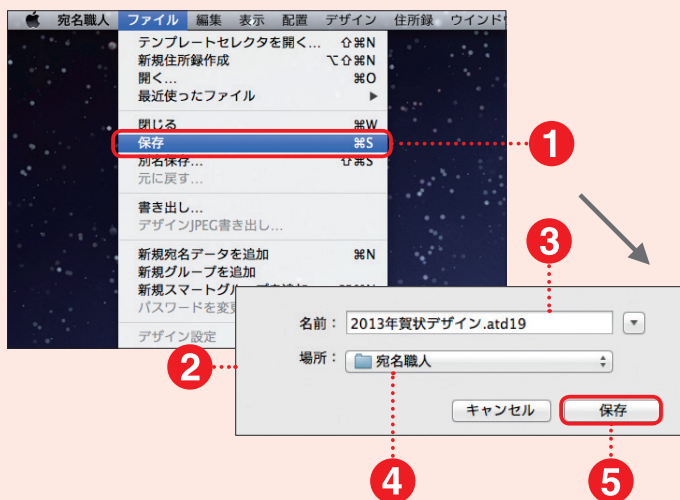 宛名職人 ファイル 編集 表示 配置 デザイン 住所録
テンプレートセレクタを開く... ⇧⌘N
新規住所録作成 ⌥⇧⌘N
開く... ⌘O
最近使ったファイル ▶
閉じる ⌘W
保存 ⌘S
別名保存... ⇧⌘S
元に戻す...
書き出し...
デザインJPEG書き出し...
新規宛名データを追加 ⌘N
新規グループを追加
新規スマートグループを追加
パスワードを変更
デザイン設定
1
2
3
名前： 2013年賀状デザイン.atd19
場所： 宛名職人
キャンセル 保存
4
5